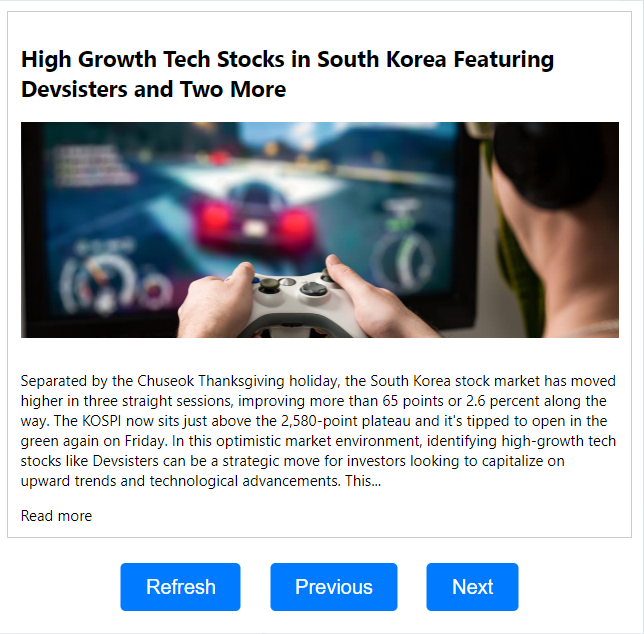 High Growth Tech Stocks in South Korea Featuring
Devsisters and Two More
Separated by the Chuseok Thanksgiving holiday, the South Korea stock market has moved
higher in three straight sessions, improving more than 65 points or 2.6 percent along the
way. The KOSPI now sits just above the 2,580-point plateau and it's tipped to open in the
green again on Friday. In this optimistic market environment, identifying high-growth tech
stocks like Devsisters can be a strategic move for investors looking to capitalize on
upward trends and technological advancements. This...
Read more
Refresh
Previous
Next